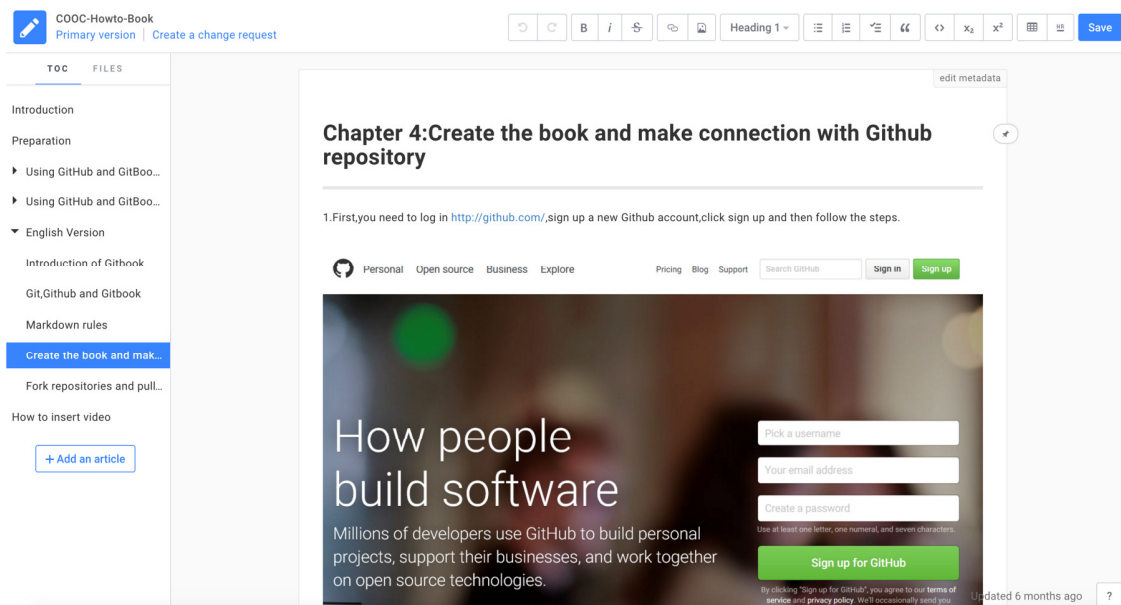 COOC-Howto-Book
Primary version Create a change request
B i S Heading 1 <> x₂ x² HR Save
TOC FILES
edit metadata
Introduction
Preparation
Using GitHub and GitBoo...
Using GitHub and GitBoo...
English Version
Introduction of Gitbook
Git,Github and Gitbook
Markdown rules
Create the book and mak...
Fork repositories and pull...
How to insert video
+ Add an article
Chapter 4:Create the book and make connection with Github
repository
1.First,you need to log in http://github.com/,sign up a new Github account,click sign up and then follow the steps.
Personal Open source Business Explore Pricing Blog Support Search GitHub Sign in Sign up
How people
build software
Millions of developers use GitHub to build personal
projects, support their businesses, and work together
on open source technologies.
Pick a username
Your email address
Create a password
Use at least one letter, one numeral, and seven characters.
Sign up for GitHub
By clicking "Sign up for GitHub", you agree to our terms of
service and privacy policy. We'll occasionally send you
Updated 6 months ago ?